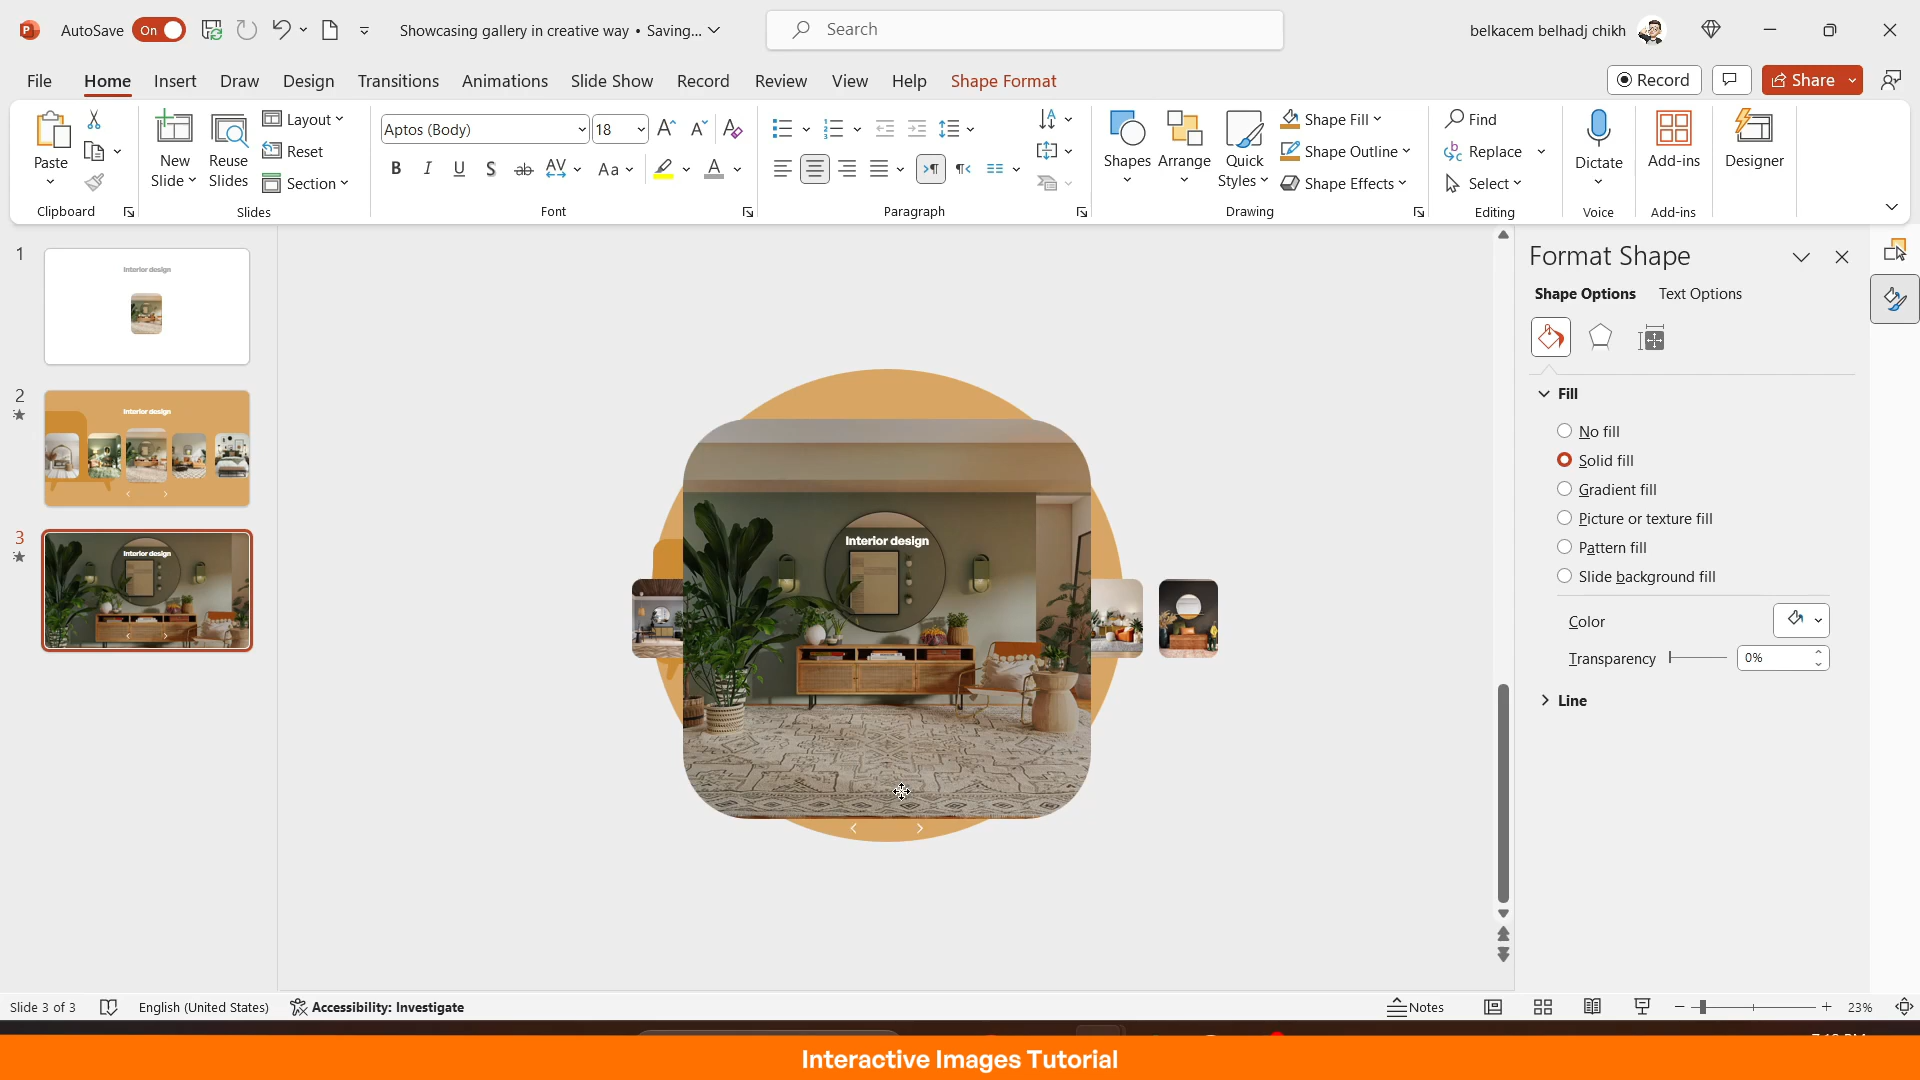 AutoSave On
Showcasing gallery in creative way • Saving...
Search
belkacem belhadj chikh
File Home Insert Draw Design Transitions Animations Slide Show Record Review View Help Shape Format
Record Share
Paste
New Slide
Reuse Slides
Layout
Reset
Section
Aptos (Body) 18
Shapes
Arrange
Quick Styles
Shape Fill
Shape Outline
Shape Effects
Find
Replace
Select
Dictate
Add-ins
Designer
Clipboard Slides Font Paragraph Drawing Editing Voice Add-ins
1
Interior design
2
Interior design
3
Interior design
Interior design
Format Shape
Shape Options Text Options
Fill
No fill
Solid fill
Gradient fill
Picture or texture fill
Pattern fill
Slide background fill
Color
Transparency 0%
Line
Slide 3 of 3 English (United States) Accessibility: Investigate Notes 23%
Interactive Images Tutorial